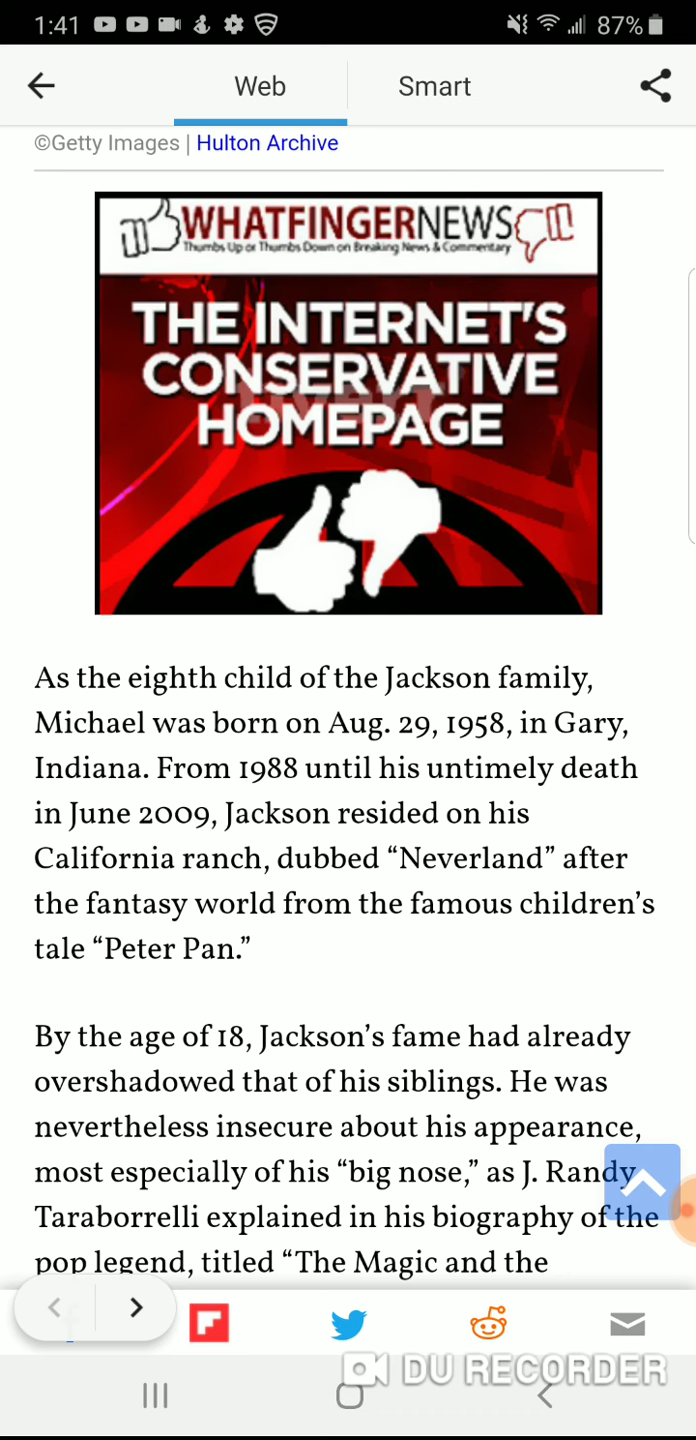 1:41
87%
Web
Smart
©Getty Images | Hulton Archive
WHATFINGERNEWS
Thumbs Up or Thumbs Down on Breaking News & Commentary
THE INTERNET'S
CONSERVATIVE
HOMEPAGE
As the eighth child of the Jackson family,
Michael was born on Aug. 29, 1958, in Gary,
Indiana. From 1988 until his untimely death
in June 2009, Jackson resided on his
California ranch, dubbed “Neverland” after
the fantasy world from the famous children’s
tale “Peter Pan.”
By the age of 18, Jackson’s fame had already
overshadowed that of his siblings. He was
nevertheless insecure about his appearance,
most especially of his “big nose,” as J. Randy
Taraborrelli explained in his biography of the
pop legend, titled “The Magic and the
DU RECORDER